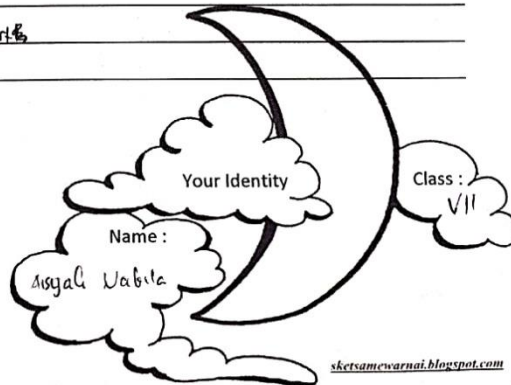 Your Identity
Class :
VII
Name :
Aisyah Nabila
sketsamewarnai.blogspot.com